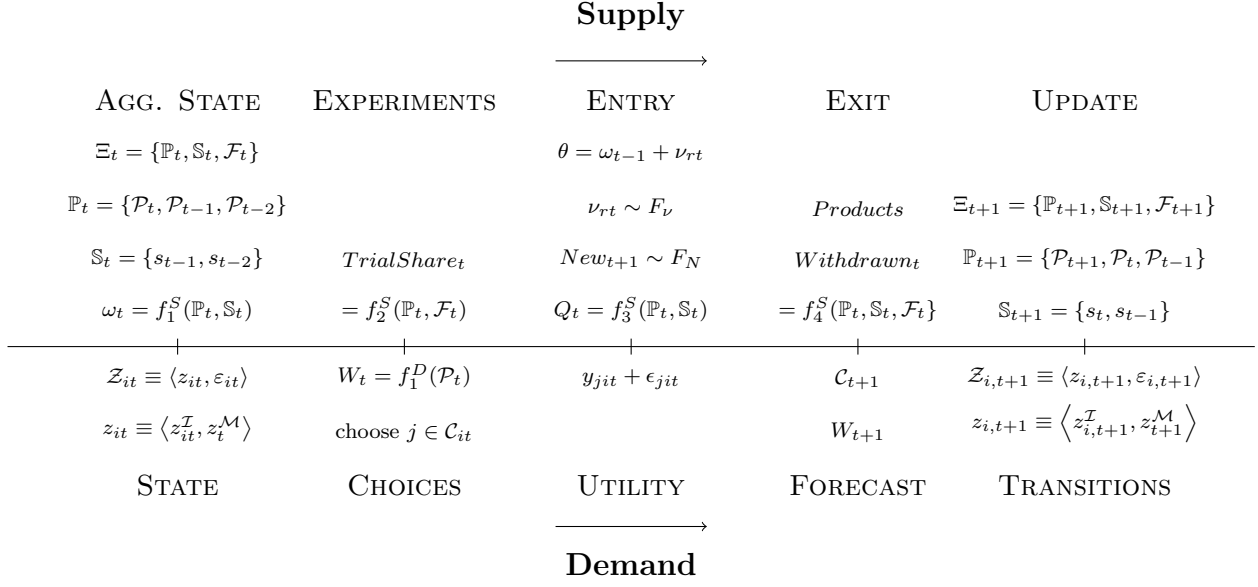 Supply
AGG. STATE EXPERIMENTS ENTRY EXIT UPDATE
Ξ_t = {ℙ_t, 𝕊_t, ℱ_t} θ = ω_{t−1} + ν_{rt}
ℙ_t = {𝒫_t, 𝒫_{t−1}, 𝒫_{t−2}} ν_{rt} ∼ F_ν Products Ξ_{t+1} = {ℙ_{t+1}, 𝕊_{t+1}, ℱ_{t+1}}
𝕊_t = {s_{t−1}, s_{t−2}} TrialShare_t New_{t+1} ∼ F_N Withdrawn_t ℙ_{t+1} = {𝒫_{t+1}, 𝒫_t, 𝒫_{t−1}}
ω_t = f_1^S(ℙ_t, 𝕊_t) = f_2^S(ℙ_t, ℱ_t) Q_t = f_3^S(ℙ_t, 𝕊_t) = f_4^S(ℙ_t, 𝕊_t, ℱ_t} 𝕊_{t+1} = {s_t, s_{t−1}}
𝒵_{it} ≡ ⟨z_{it}, ε_{it}⟩ W_t = f_1^D(𝒫_t) y_{jit} + ϵ_{jit} 𝒞_{t+1} 𝒵_{i,t+1} ≡ ⟨z_{i,t+1}, ε_{i,t+1}⟩
z_{it} ≡ ⟨z_{it}^ℐ, z_t^ℳ⟩ choose j ∈ 𝒞_{it} W_{t+1} z_{i,t+1} ≡ ⟨z_{i,t+1}^ℐ, z_{t+1}^ℳ⟩
STATE CHOICES UTILITY FORECAST TRANSITIONS
Demand